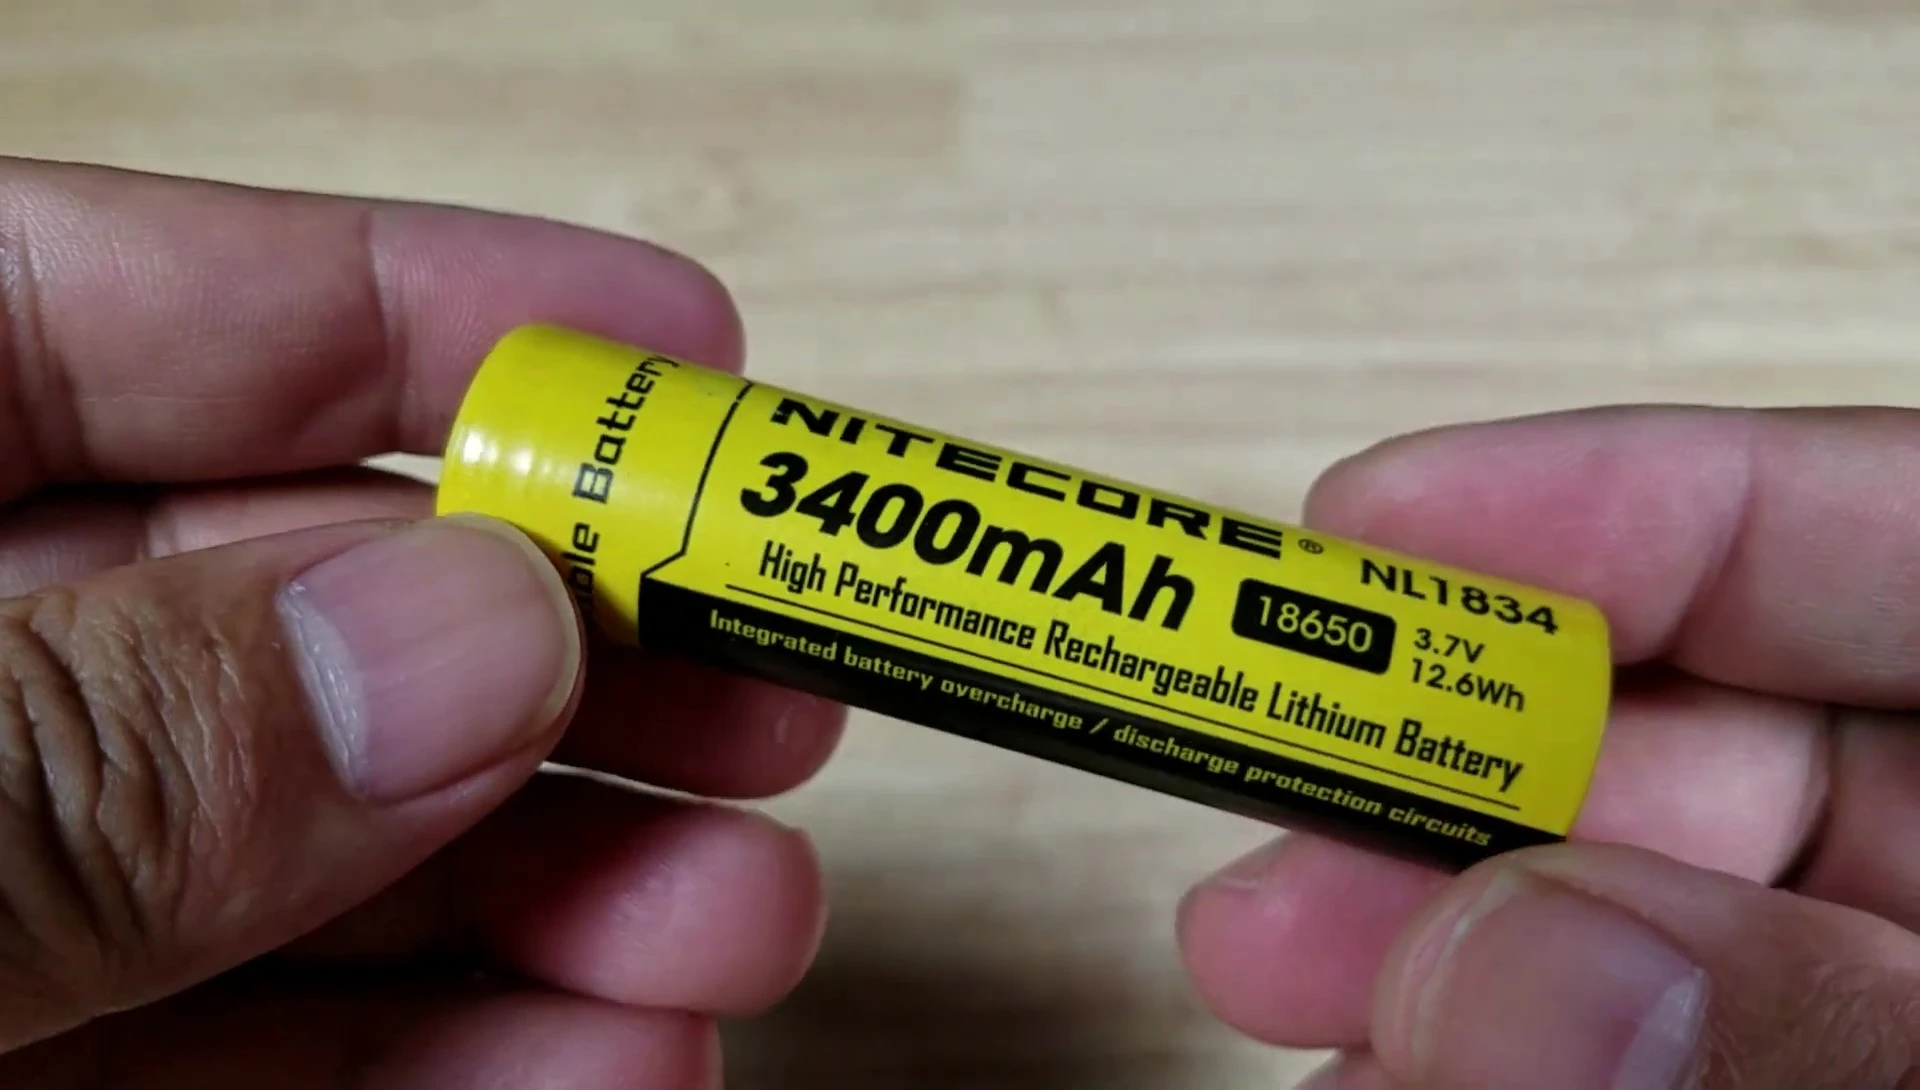 Battery
NITECORE®
NL1834
3400mAh
18650
3.7V
12.6Wh
High Performance Rechargeable Lithium Battery
Integrated battery overcharge / discharge protection circuits